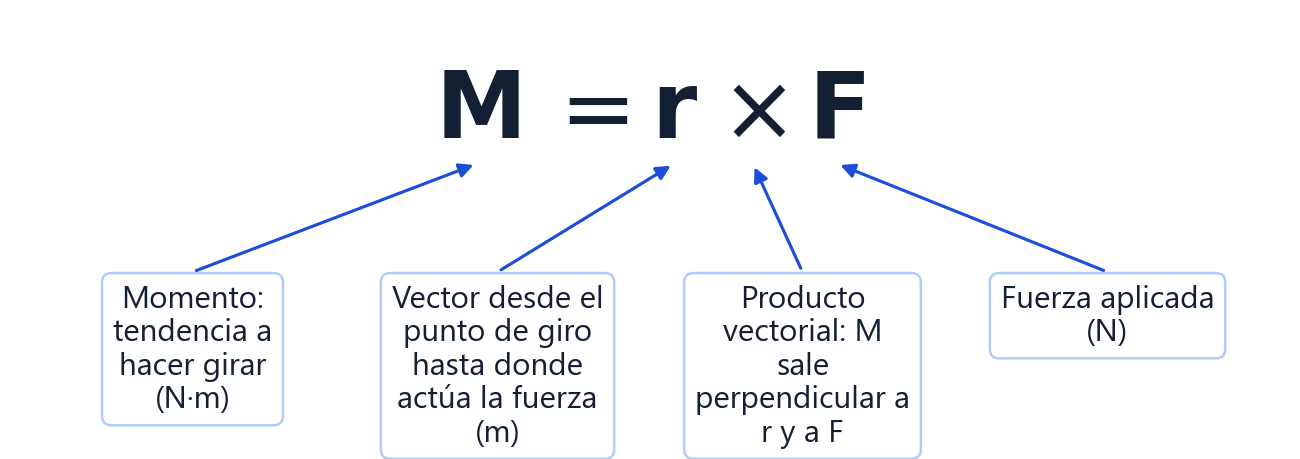 M = r × F
Momento:
tendencia a
hacer girar
(N·m)
Vector desde el
punto de giro
hasta donde
actúa la fuerza
(m)
Producto
vectorial: M
sale
perpendicular a
r y a F
Fuerza aplicada
(N)